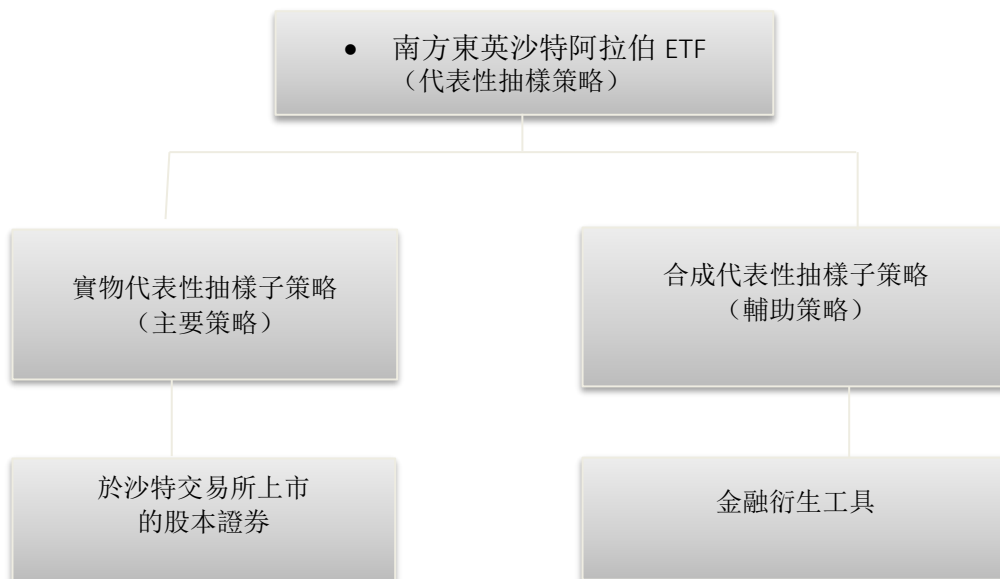 • 南方東英沙特阿拉伯 ETF
（代表性抽樣策略）
實物代表性抽樣子策略
（主要策略）
合成代表性抽樣子策略
（輔助策略）
於沙特交易所上市
的股本證券
金融衍生工具